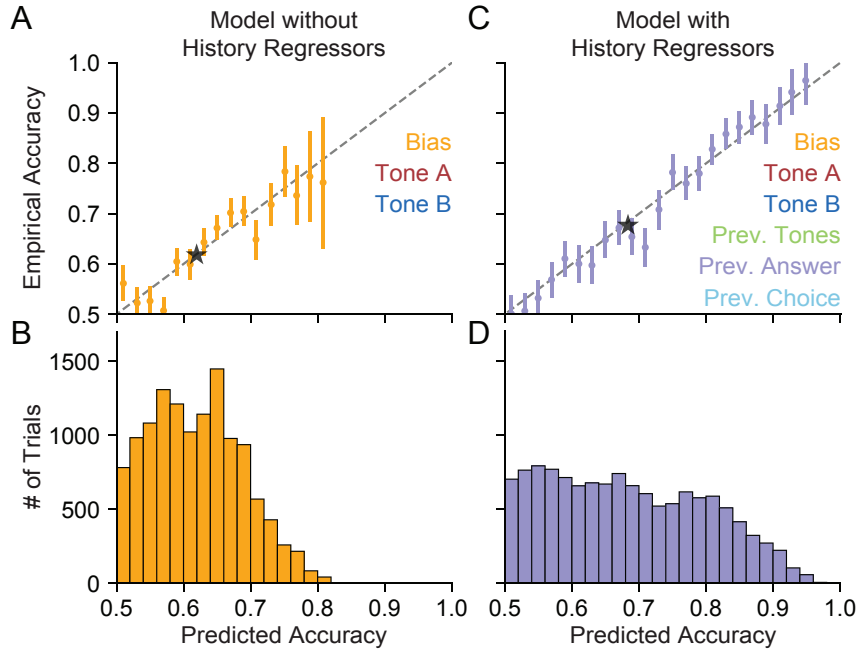 A
Model without
History Regressors
Empirical Accuracy
1.0
0.9
0.8
0.7
0.6
0.5
Bias
Tone A
Tone B
C
Model with
History Regressors
Bias
Tone A
Tone B
Prev. Tones
Prev. Answer
Prev. Choice
B
# of Trials
1500
1000
500
0
0.5 0.6 0.7 0.8 0.9 1.0
Predicted Accuracy
D
0.5 0.6 0.7 0.8 0.9 1.0
Predicted Accuracy